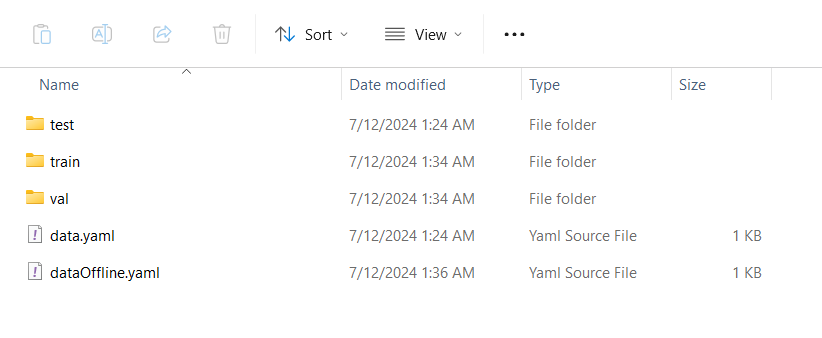 Sort View
Name Date modified Type Size
test 7/12/2024 1:24 AM File folder
train 7/12/2024 1:34 AM File folder
val 7/12/2024 1:34 AM File folder
data.yaml 7/12/2024 1:24 AM Yaml Source File 1 KB
dataOffline.yaml 7/12/2024 1:36 AM Yaml Source File 1 KB